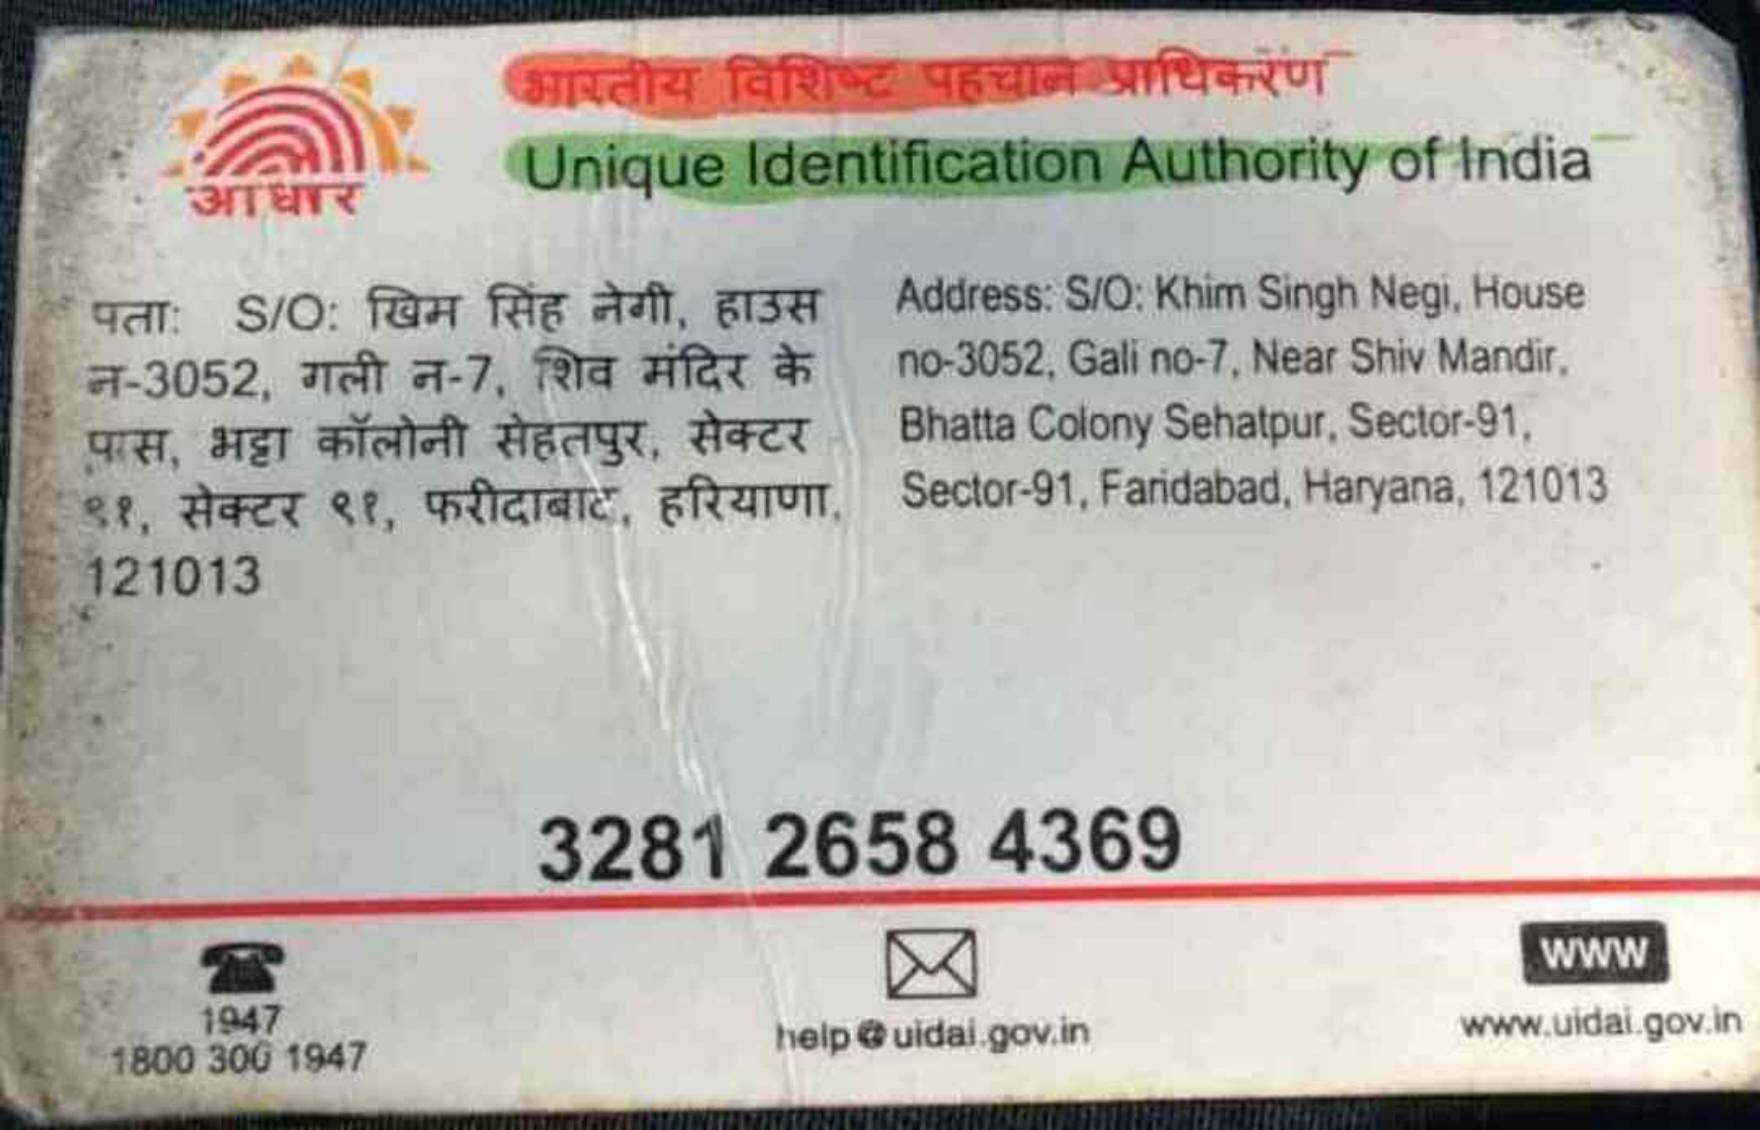 भारतीय विशिष्ट पहचान प्राधिकरण
Unique Identification Authority of India
आधार
पता: S/O: खिम सिंह नेगी, हाउस
न-3052, गली न-7, शिव मंदिर के
पास, भट्टा कॉलोनी सेहतपुर, सेक्टर
९१, सेक्टर ९१, फरीदाबाद, हरियाणा,
121013
Address: S/O: Khim Singh Negi, House
no-3052, Gali no-7, Near Shiv Mandir,
Bhatta Colony Sehatpur, Sector-91,
Sector-91, Faridabad, Haryana, 121013
3281 2658 4369
1947
1800 300 1947
help@uidai.gov.in
www
www.uidai.gov.in